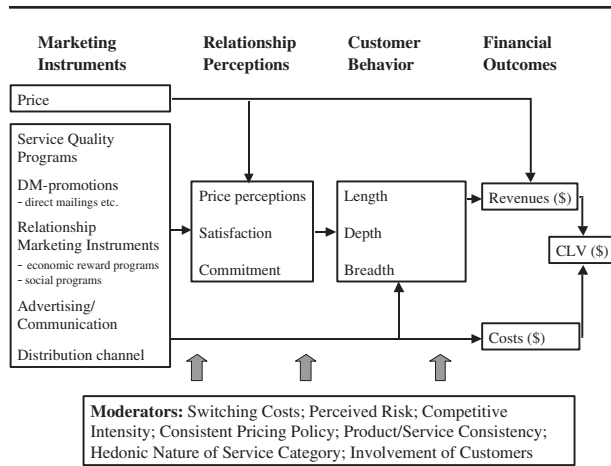 Marketing Instruments
Relationship Perceptions
Customer Behavior
Financial Outcomes
Price
Service Quality
Programs
DM-promotions
- direct mailings etc.
Relationship
Marketing Instruments
- economic reward programs
- social programs
Advertising/
Communication
Distribution channel
Price perceptions
Satisfaction
Commitment
Length
Depth
Breadth
Revenues ($)
CLV ($)
Costs ($)
Moderators: Switching Costs; Perceived Risk; Competitive
Intensity; Consistent Pricing Policy; Product/Service Consistency;
Hedonic Nature of Service Category; Involvement of Customers